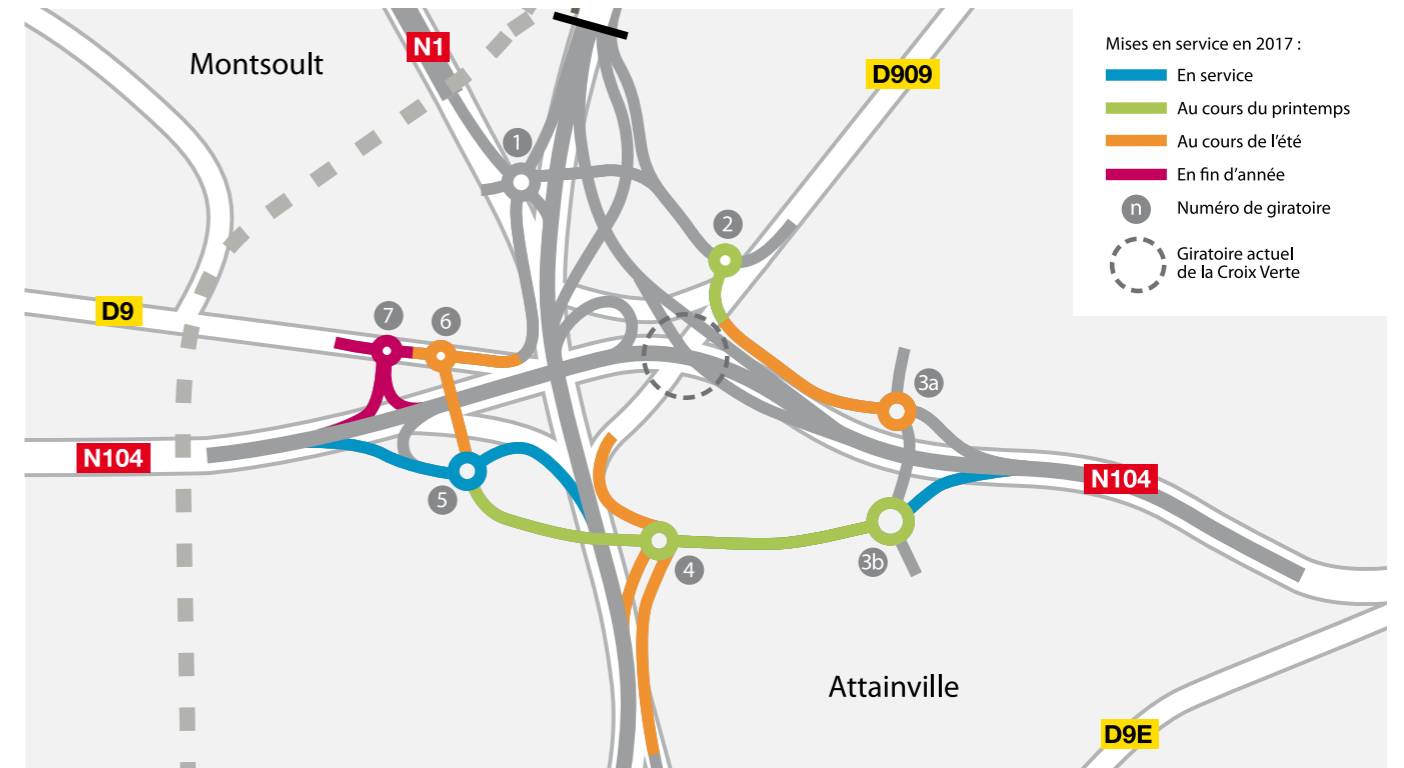 Montsoult
N1
D909
Mises en service en 2017 :
En service
Au cours du printemps
Au cours de l'été
En fin d'année
n Numéro de giratoire
Giratoire actuel
de la Croix Verte
1
2
D9
7
6
3a
N104
5
N104
4
3b
Attainville
D9E